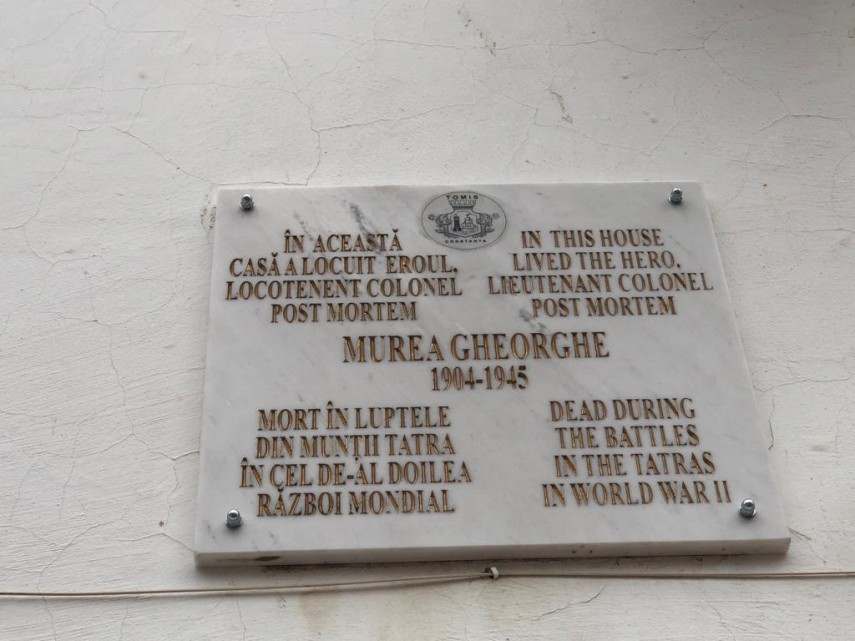 TOMIS
CONSTANTA
ÎN ACEASTĂ
CASĂ A LOCUIT EROUL,
LOCOTENENT COLONEL
POST MORTEM
IN THIS HOUSE
LIVED THE HERO,
LIEUTENANT COLONEL
POST MORTEM
MUREA GHEORGHE
1904-1945
MORT ÎN LUPTELE
DIN MUNȚII TATRA
ÎN CEL DE-AL DOILEA
RĂZBOI MONDIAL
DEAD DURING
THE BATTLES
IN THE TATRAS
IN WORLD WAR II